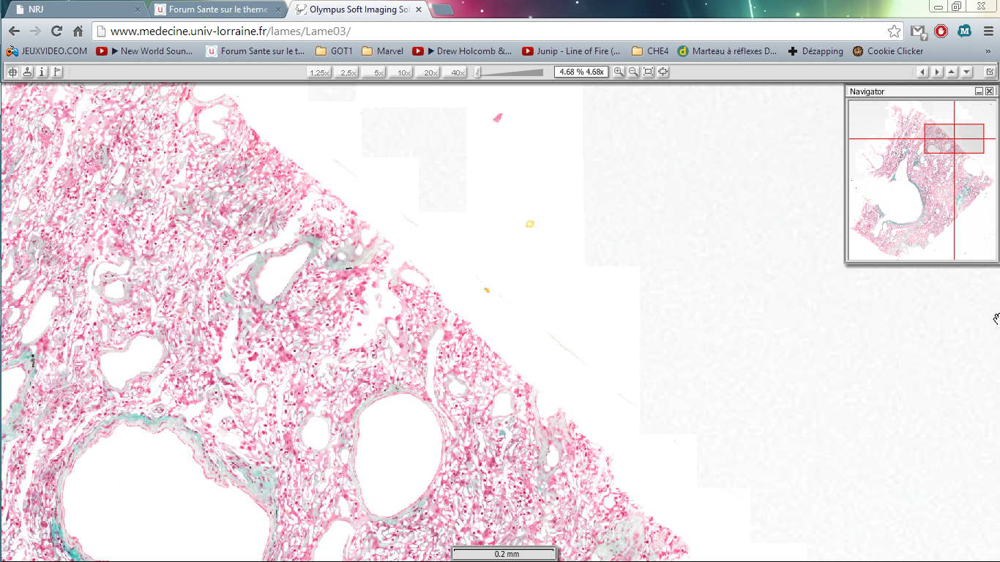 NRJ
Forum Sante sur le theme
Olympus Soft Imaging Sol
www.medecine.univ-lorraine.fr/lames/Lame03/
JEUXVIDEO.COM
▶ New World Soun...
Forum Sante sur le t...
GOT1
Marvel
▶ Drew Holcomb &...
Junip - Line of Fire (...
CHE4
Marteau à réflexes D...
Dézapping
Cookie Clicker
»
1,25x
2,5x
5x
10x
20x
40x
4.68 % 4.68x
Navigator
0.2 mm